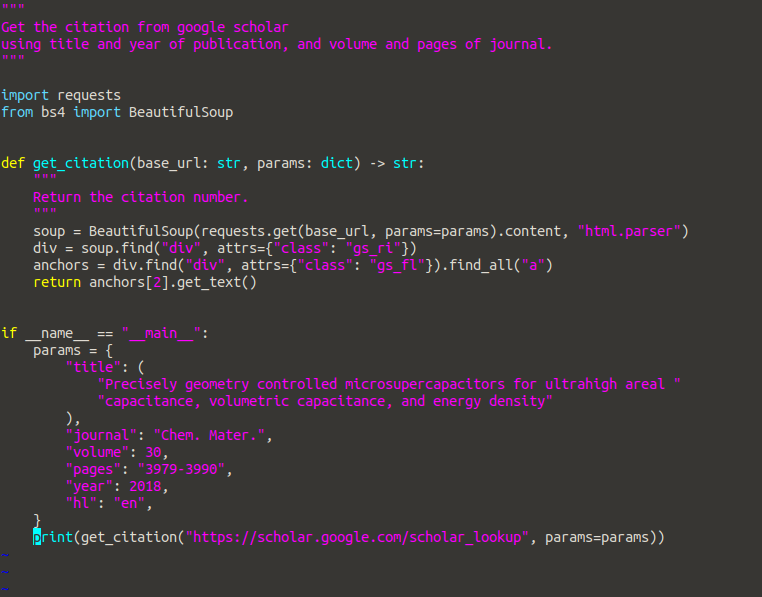 """
Get the citation from google scholar
using title and year of publication, and volume and pages of journal.
"""

import requests
from bs4 import BeautifulSoup


def get_citation(base_url: str, params: dict) -> str:
    """
    Return the citation number.
    """
    soup = BeautifulSoup(requests.get(base_url, params=params).content, "html.parser")
    div = soup.find("div", attrs={"class": "gs_ri"})
    anchors = div.find("div", attrs={"class": "gs_fl"}).find_all("a")
    return anchors[2].get_text()


if __name__ == "__main__":
    params = {
        "title": (
            "Precisely geometry controlled microsupercapacitors for ultrahigh areal "
            "capacitance, volumetric capacitance, and energy density"
        ),
        "journal": "Chem. Mater.",
        "volume": 30,
        "pages": "3979-3990",
        "year": 2018,
        "hl": "en",
    }
    print(get_citation("https://scholar.google.com/scholar_lookup", params=params))
~
~
~